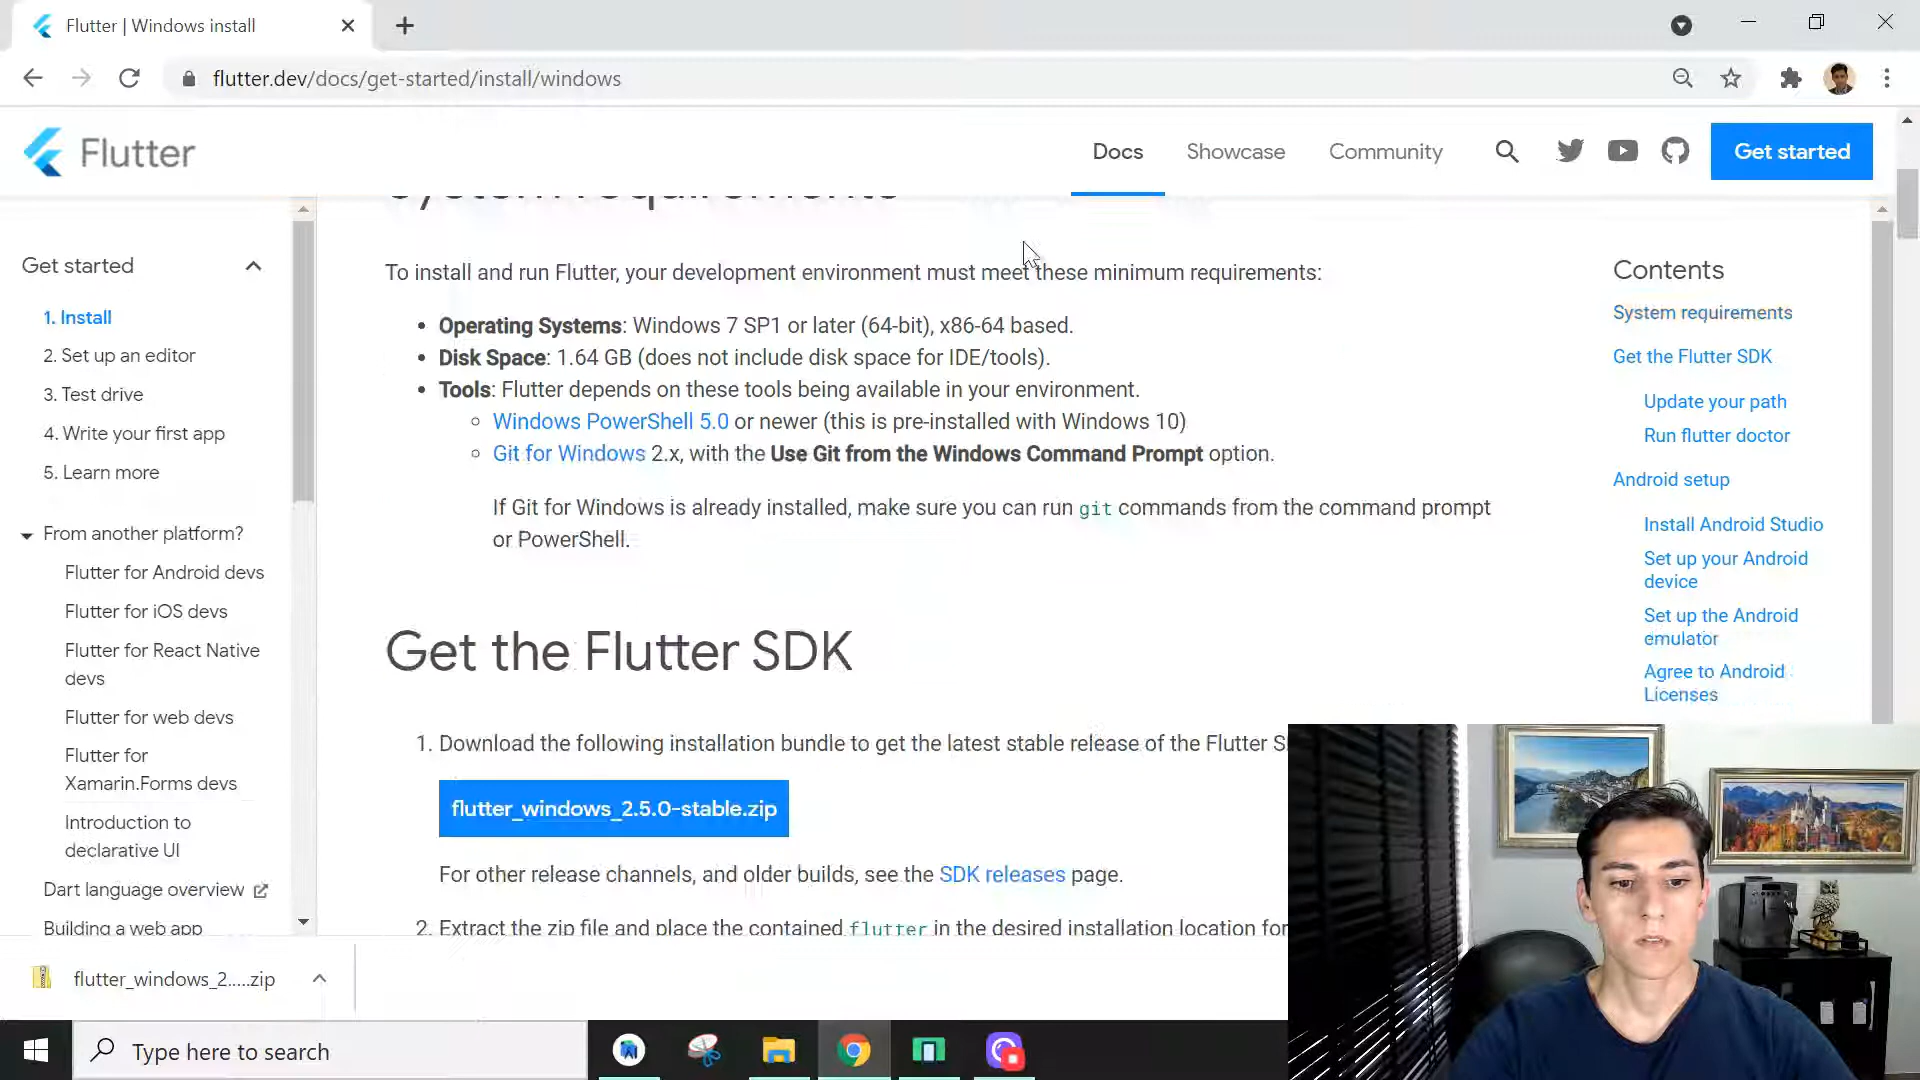 Flutter | Windows install
flutter.dev/docs/get-started/install/windows
Flutter
Docs
Showcase
Community
Get started
System requirements
Get started
1. Install
2. Set up an editor
3. Test drive
4. Write your first app
5. Learn more
From another platform?
Flutter for Android devs
Flutter for iOS devs
Flutter for React Native
devs
Flutter for web devs
Flutter for
Xamarin.Forms devs
Introduction to
declarative UI
Dart language overview
Building a web app
To install and run Flutter, your development environment must meet these minimum requirements:
Operating Systems: Windows 7 SP1 or later (64-bit), x86-64 based.
Disk Space: 1.64 GB (does not include disk space for IDE/tools).
Tools: Flutter depends on these tools being available in your environment.
Windows PowerShell 5.0 or newer (this is pre-installed with Windows 10)
Git for Windows 2.x, with the Use Git from the Windows Command Prompt option.
If Git for Windows is already installed, make sure you can run git commands from the command prompt
or PowerShell.
Get the Flutter SDK
1. Download the following installation bundle to get the latest stable release of the Flutter
flutter_windows_2.5.0-stable.zip
For other release channels, and older builds, see the SDK releases page.
2. Extract the zip file and place the contained flutter in the desired installation location for
Contents
System requirements
Get the Flutter SDK
Update your path
Run flutter doctor
Android setup
Install Android Studio
Set up your Android
device
Set up the Android
emulator
Agree to Android
Licenses
flutter_windows_2.....zip
Type here to search